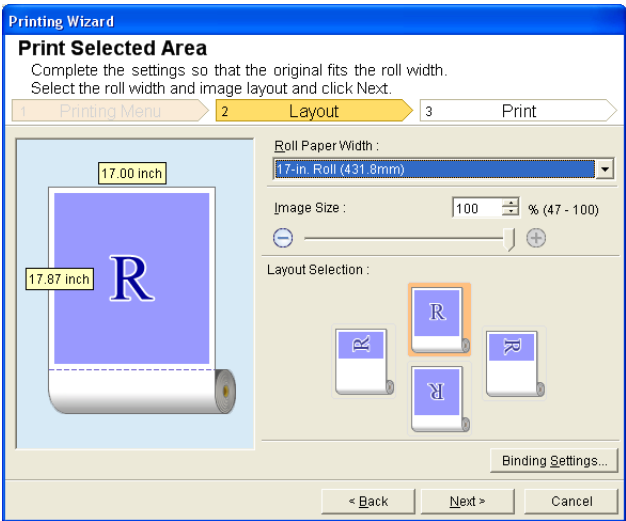 Printing Wizard
Print Selected Area
Complete the settings so that the original fits the roll width.
Select the roll width and image layout and click Next.
1 Printing Menu 2 Layout 3 Print
Roll Paper Width :
17-in. Roll (431.8mm)
17.00 inch
Image Size : 100 % (47 - 100)
17.87 inch
R
Layout Selection :
R
R
R
R
Binding Settings...
< Back Next > Cancel